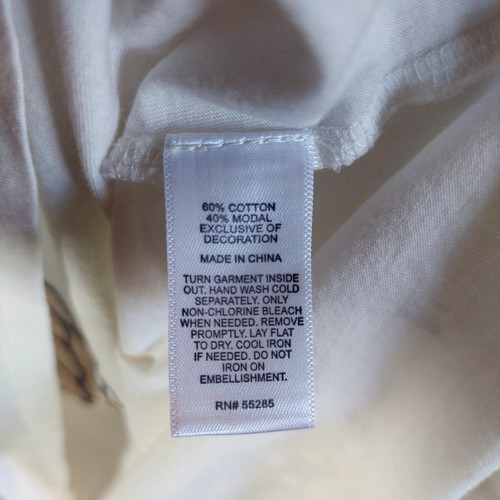 60% COTTON
40% MODAL
EXCLUSIVE OF
DECORATION
MADE IN CHINA
TURN GARMENT INSIDE
OUT. HAND WASH COLD
SEPARATELY. ONLY
NON-CHLORINE BLEACH
WHEN NEEDED. REMOVE
PROMPTLY. LAY FLAT
TO DRY. COOL IRON
IF NEEDED. DO NOT
IRON ON
EMBELLISHMENT.
RN# 55285